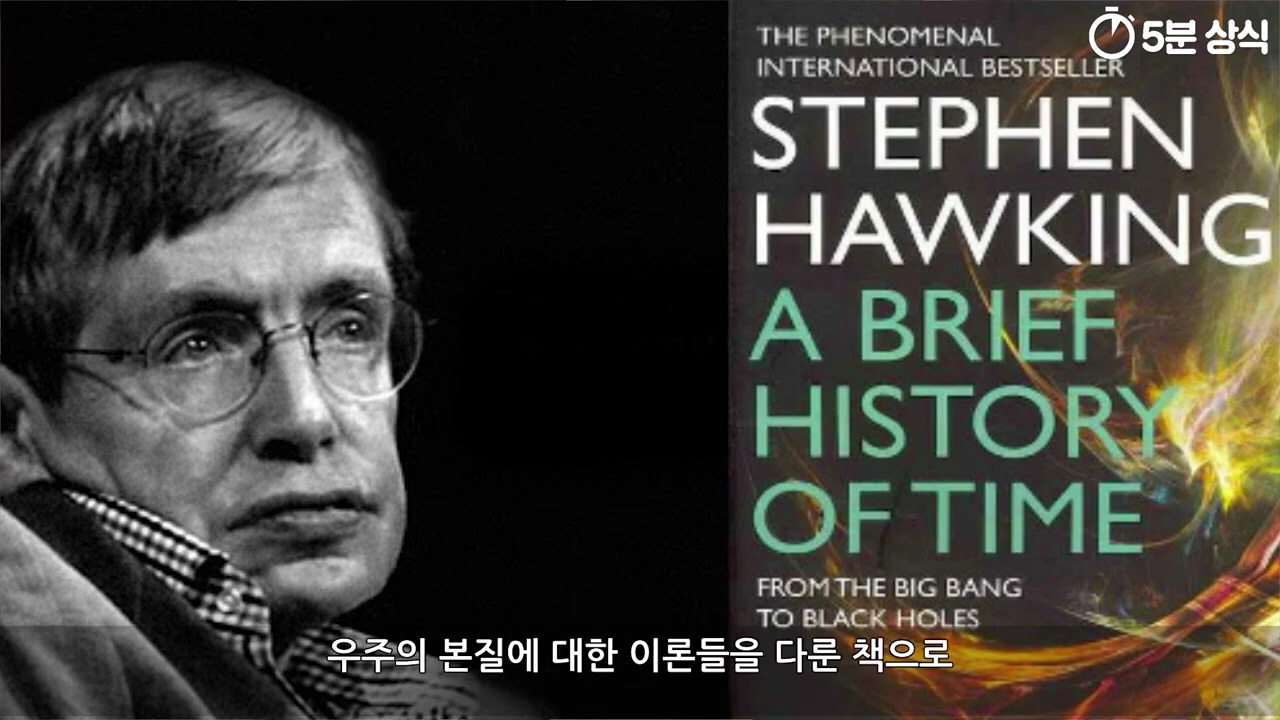 5분 상식
THE PHENOMENAL
INTERNATIONAL BESTSELLER
STEPHEN
HAWKING
A BRIEF
HISTORY
OF TIME
FROM THE BIG BANG
TO BLACK HOLES
우주의 본질에 대한 이론들을 다룬 책으로